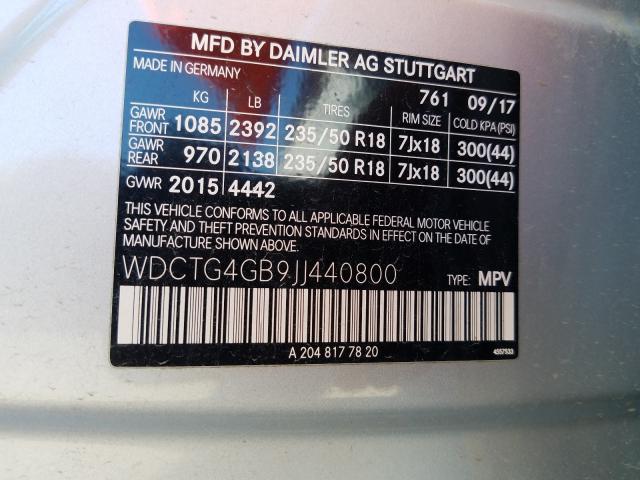 MFD BY DAIMLER AG STUTTGART
MADE IN GERMANY 761 09/17
KG LB TIRES RIM SIZE COLD KPA(PSI)
GAWR FRONT 1085 2392 235/50 R18 7Jx18 300(44)
GAWR REAR 970 2138 235/50 R18 7Jx18 300(44)
GVWR 2015 4442
THIS VEHICLE CONFORMS TO ALL APPLICABLE FEDERAL MOTOR VEHICLE
SAFETY AND THEFT PREVENTION STANDARDS IN EFFECT ON THE DATE OF
MANUFACTURE SHOWN ABOVE.
WDCTG4GB9JJ440800 TYPE: MPV
A 204 817 78 20 4357533